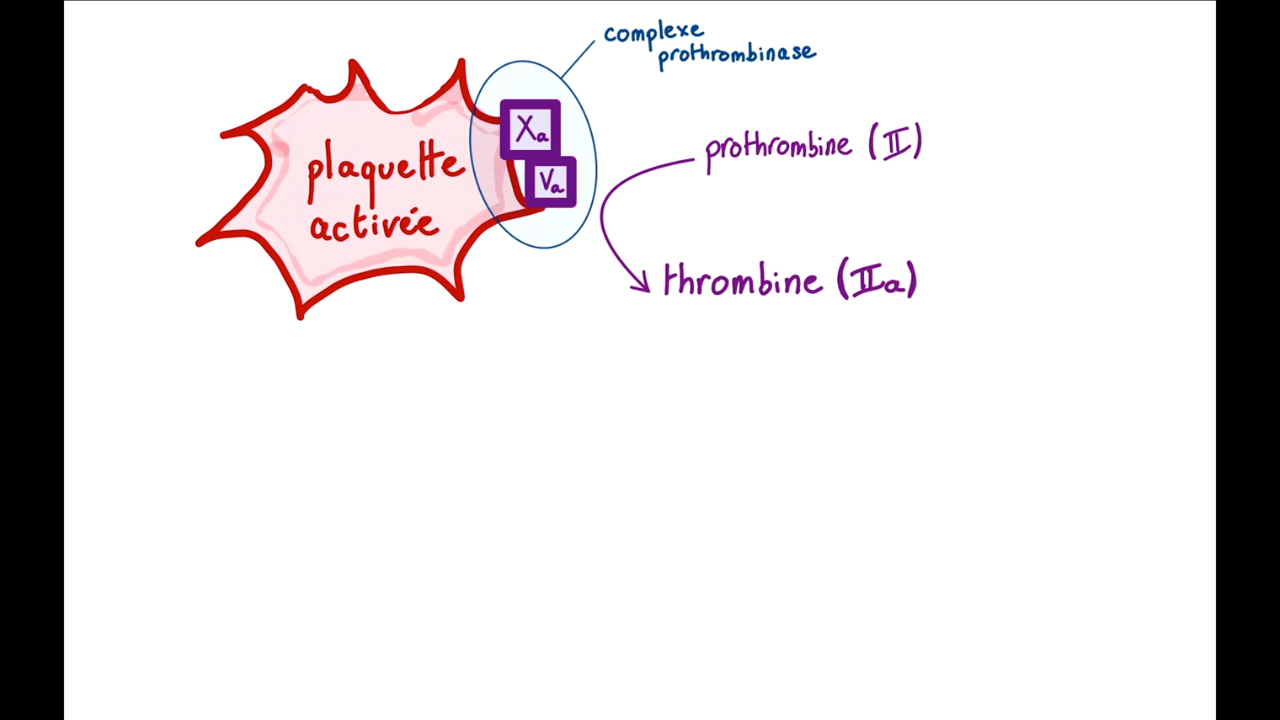 complexe
prothrombinase
Xa
Va
plaquette
activée
prothrombine (II)
thrombine (IIa)